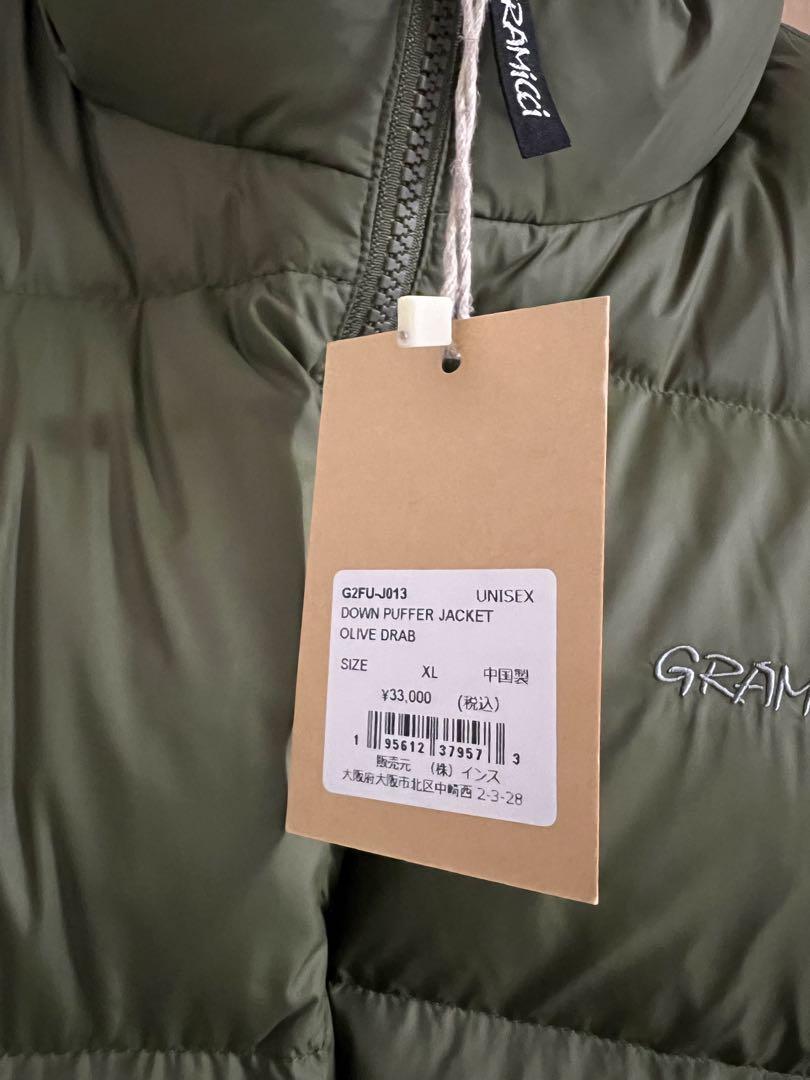 RAMiCCi
G2FU-J013 UNISEX
DOWN PUFFER JACKET
OLIVE DRAB
SIZE XL 中国製
¥33,000 (税込)
1 95612 37957 3
販売元 (株) インス
大阪府大阪市北区中崎西 2-3-28
GRAM